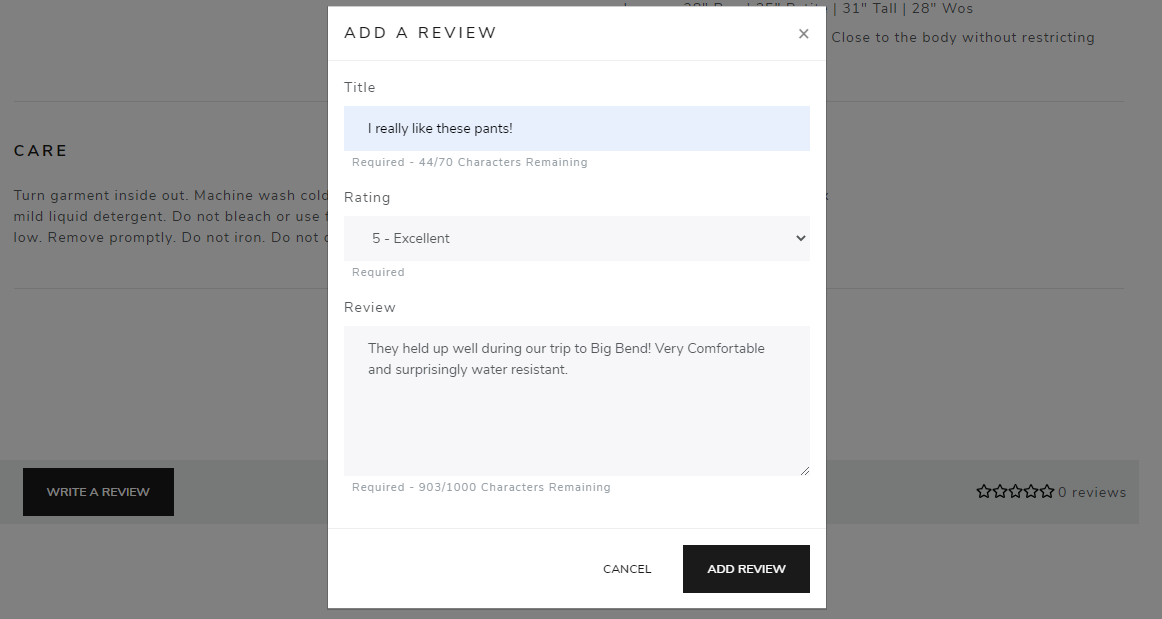 | 31" Tall | 28" Wos
Close to the body without restricting
ADD A REVIEW
×
Title
I really like these pants!
Required - 44/70 Characters Remaining
CARE
Turn garment inside out. Machine wash cold
mild liquid detergent. Do not bleach or use
low. Remove promptly. Do not iron. Do not
Rating
5 - Excellent
Required
Review
They held up well during our trip to Big Bend! Very Comfortable
and surprisingly water resistant.
Required - 903/1000 Characters Remaining
WRITE A REVIEW
0 reviews
CANCEL
ADD REVIEW